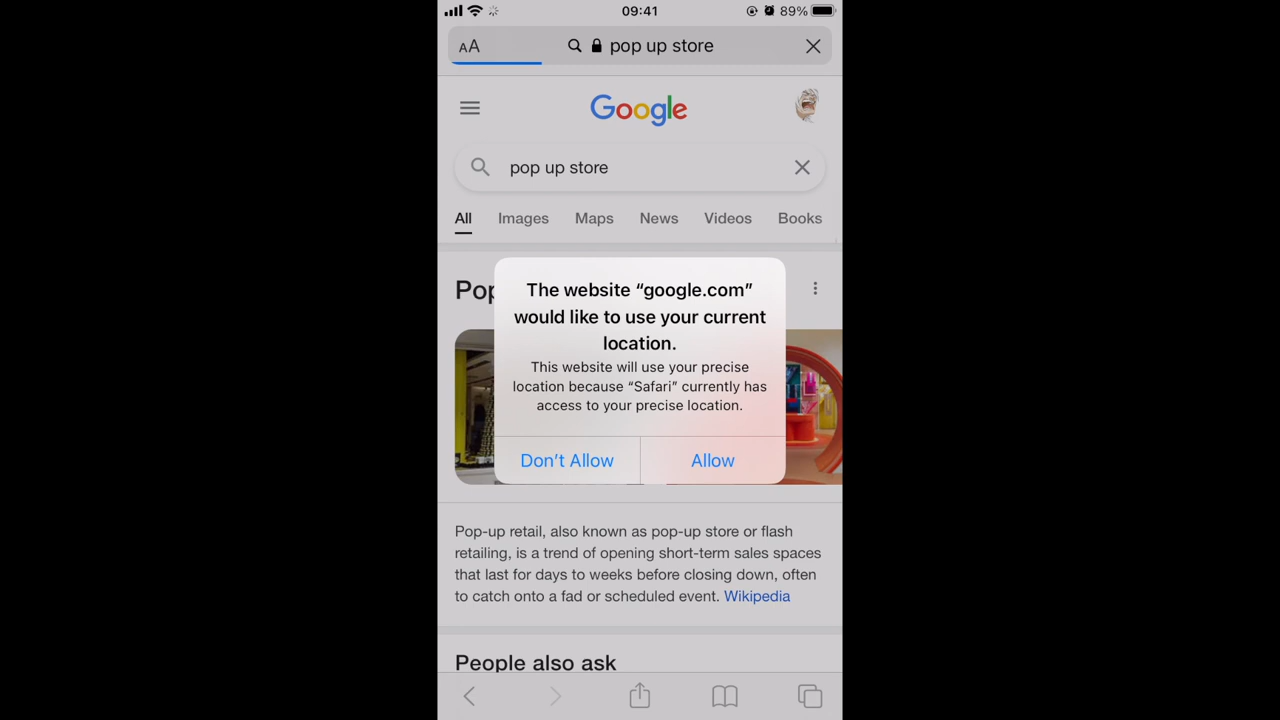 09:41
89%
AA
pop up store
Google
pop up store
All Images Maps News Videos Books
Pop
The website “google.com”
would like to use your current
location.
This website will use your precise
location because “Safari” currently has
access to your precise location.
Don’t Allow Allow
Pop-up retail, also known as pop-up store or flash
retailing, is a trend of opening short-term sales spaces
that last for days to weeks before closing down, often
to catch onto a fad or scheduled event. Wikipedia
People also ask